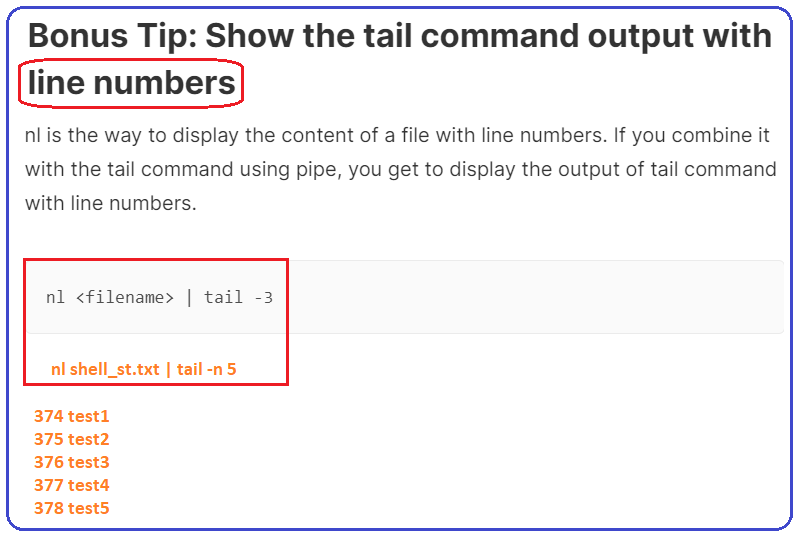 Bonus Tip: Show the tail command output with
line numbers
nl is the way to display the content of a file with line numbers. If you combine it
with the tail command using pipe, you get to display the output of tail command
with line numbers.
nl <filename> | tail -3
nl shell_st.txt | tail -n 5
374 test1
375 test2
376 test3
377 test4
378 test5